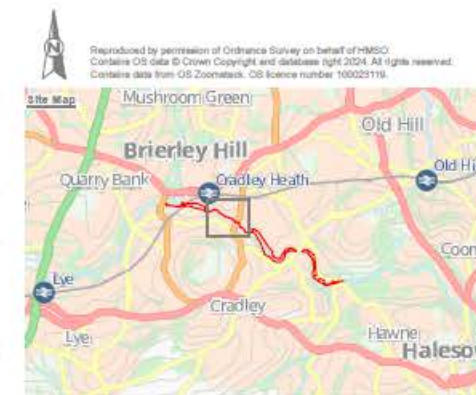 N
Reproduced by permission of Ordnance Survey on behalf of HMSO.
Contains OS data © Crown Copyright and database right 2024. All rights reserved.
Contains data from OS Zoomstack. OS licence number 100023119.
Site Map
Mushroom Green
Old Hill
Brierley Hill
Quarry Bank
Cradley Heath
Old Hi
Coom
Lye
Cradley
Lye
Hawne
Haleso